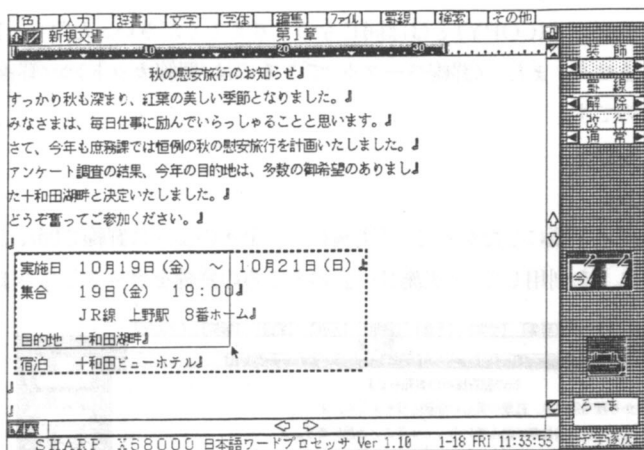 [色] [入力] [辞書] [文字] [字体] [編集] [ファイル] [罫線] [検索] [その他]
新規文書 第1章
10 20 30
秋の慰安旅行のお知らせ
すっかり秋も深まり、紅葉の美しい季節となりました。
みなさまは、毎日仕事に励んでいらっしゃることと思います。
さて、今年も庶務課では恒例の秋の慰安旅行を計画いたしました。
アンケート調査の結果、今年の目的地は、多数の御希望のありまし
た十和田湖畔と決定いたしました。
どうぞ奮ってご参加ください。
実施日 10月19日(金) ~ 10月21日(日)
集合 19日(金) 19:00
JR線 上野駅 8番ホーム
目的地 十和田湖畔
宿泊 十和田ビューホテル
装飾
罫線
解除
改行
通常
ろーま
SHARP X68000 日本語ワードプロセッサ Ver 1.10 1-18 FRI 11:33:53